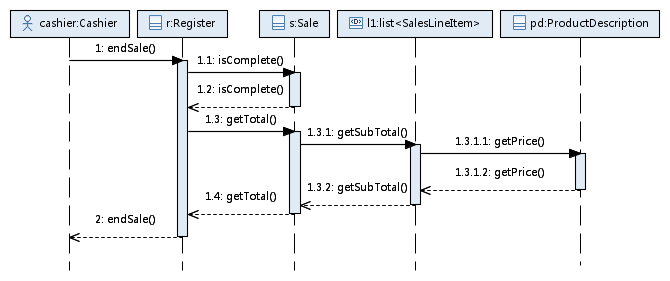 cashier:Cashier
r:Register
s:Sale
l1:list<SalesLineItem>
pd:ProductDescription
1: endSale()
1.1: isComplete()
1.2: isComplete()
1.3: getTotal()
1.3.1: getSubTotal()
1.3.1.1: getPrice()
1.3.1.2: getPrice()
1.3.2: getSubTotal()
1.4: getTotal()
2: endSale()